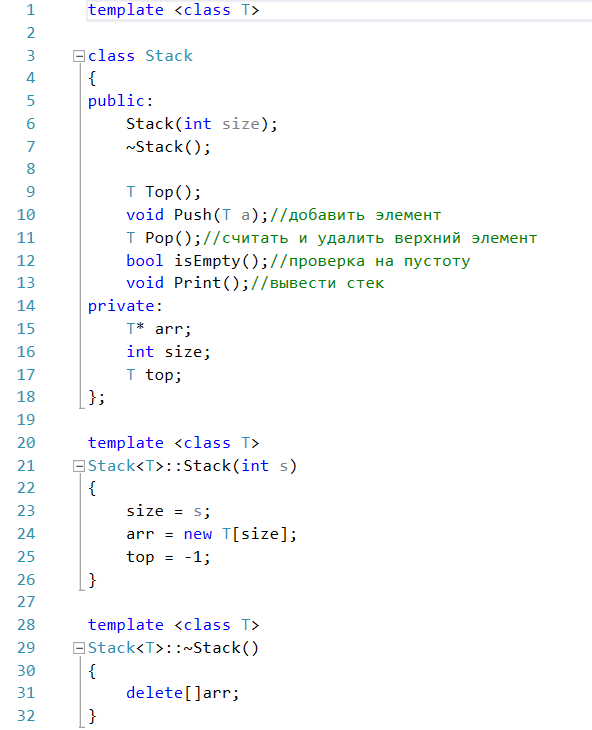 1 template <class T>
2
3 class Stack
4 {
5 public:
6 Stack(int size);
7 ~Stack();
8
9 T Top();
10 void Push(T a);//добавить элемент
11 T Pop();//считать и удалить верхний элемент
12 bool isEmpty();//проверка на пустоту
13 void Print();//вывести стек
14 private:
15 T* arr;
16 int size;
17 T top;
18 };
19
20 template <class T>
21 Stack<T>::Stack(int s)
22 {
23 size = s;
24 arr = new T[size];
25 top = -1;
26 }
27
28 template <class T>
29 Stack<T>::~Stack()
30 {
31 delete[]arr;
32 }